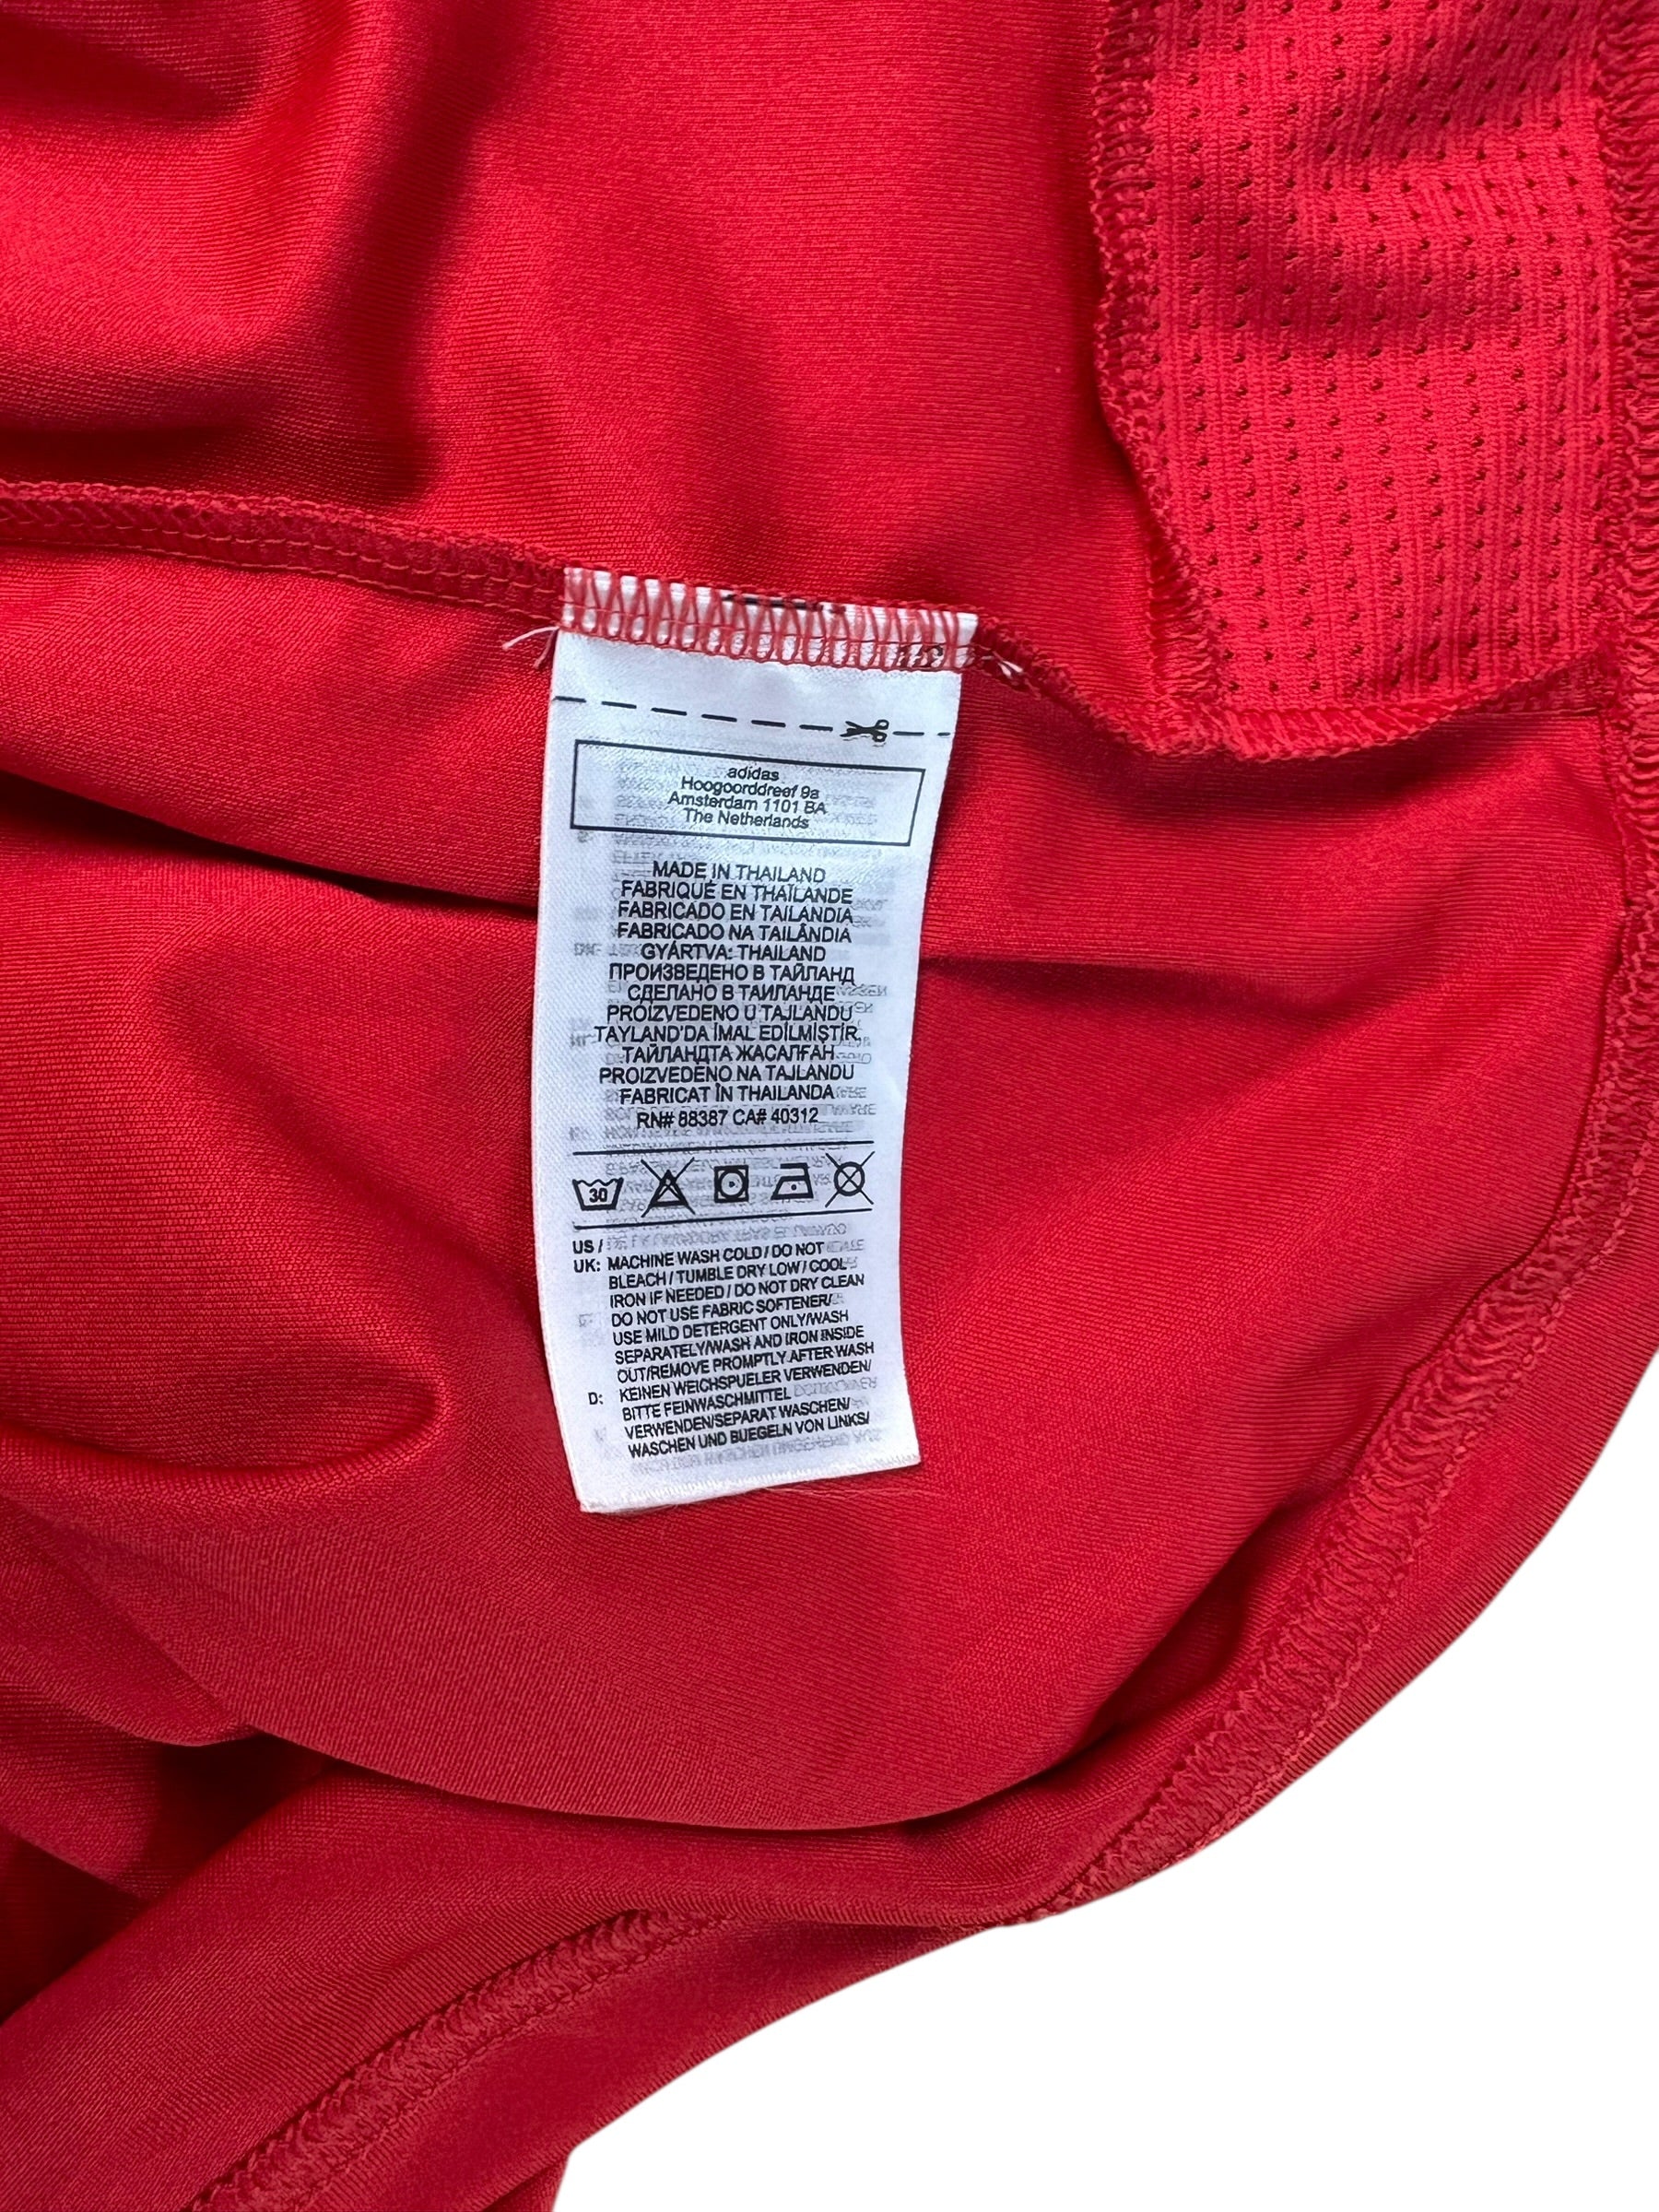 adidas
Hoogoorddreef 9a
Amsterdam 1101 BA
The Netherlands
MADE IN THAILAND
FABRIQUÉ EN THAÏLANDE
FABRICADO EN TAILANDIA
FABRICADO NA TAILÂNDIA
GYÁRTVA: THAILAND
ПРОИЗВЕДЕНО В ТАЙЛАНД
СДЕЛАНО В ТАИЛАНДЕ
PROIZVEDENO U TAJLANDU
TAYLAND'DA İMAL EDİLMİŞTİR.
ТАЙЛАНДТА ЖАСАЛҒАН
PROIZVEDENO NA TAJLANDU
FABRICAT ÎN THAILANDA
RN# 88387 CA# 40312
30
US /
UK: MACHINE WASH COLD / DO NOT
BLEACH / TUMBLE DRY LOW / COOL
IRON IF NEEDED / DO NOT DRY CLEAN
DO NOT USE FABRIC SOFTENER/
USE MILD DETERGENT ONLY/WASH
SEPARATELY/WASH AND IRON INSIDE
OUT/REMOVE PROMPTLY AFTER WASH
D: KEINEN WEICHSPUELER VERWENDEN/
BITTE FEINWASCHMITTEL
VERWENDEN/SEPARAT WASCHEN/
WASCHEN UND BUEGELN VON LINKS/